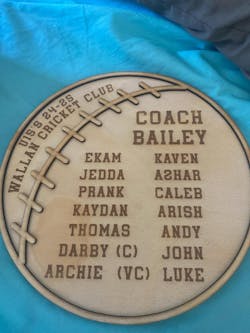 U15S 24-25
WALLAN CRICKET CLUB
COACH
BAILEY
EKAM KAVEN
JEDDA AZHAR
PRANK CALEB
KAYDAN ARISH
THOMAS ANDY
DARBY (C) JOHN
ARCHIE (VC) LUKE